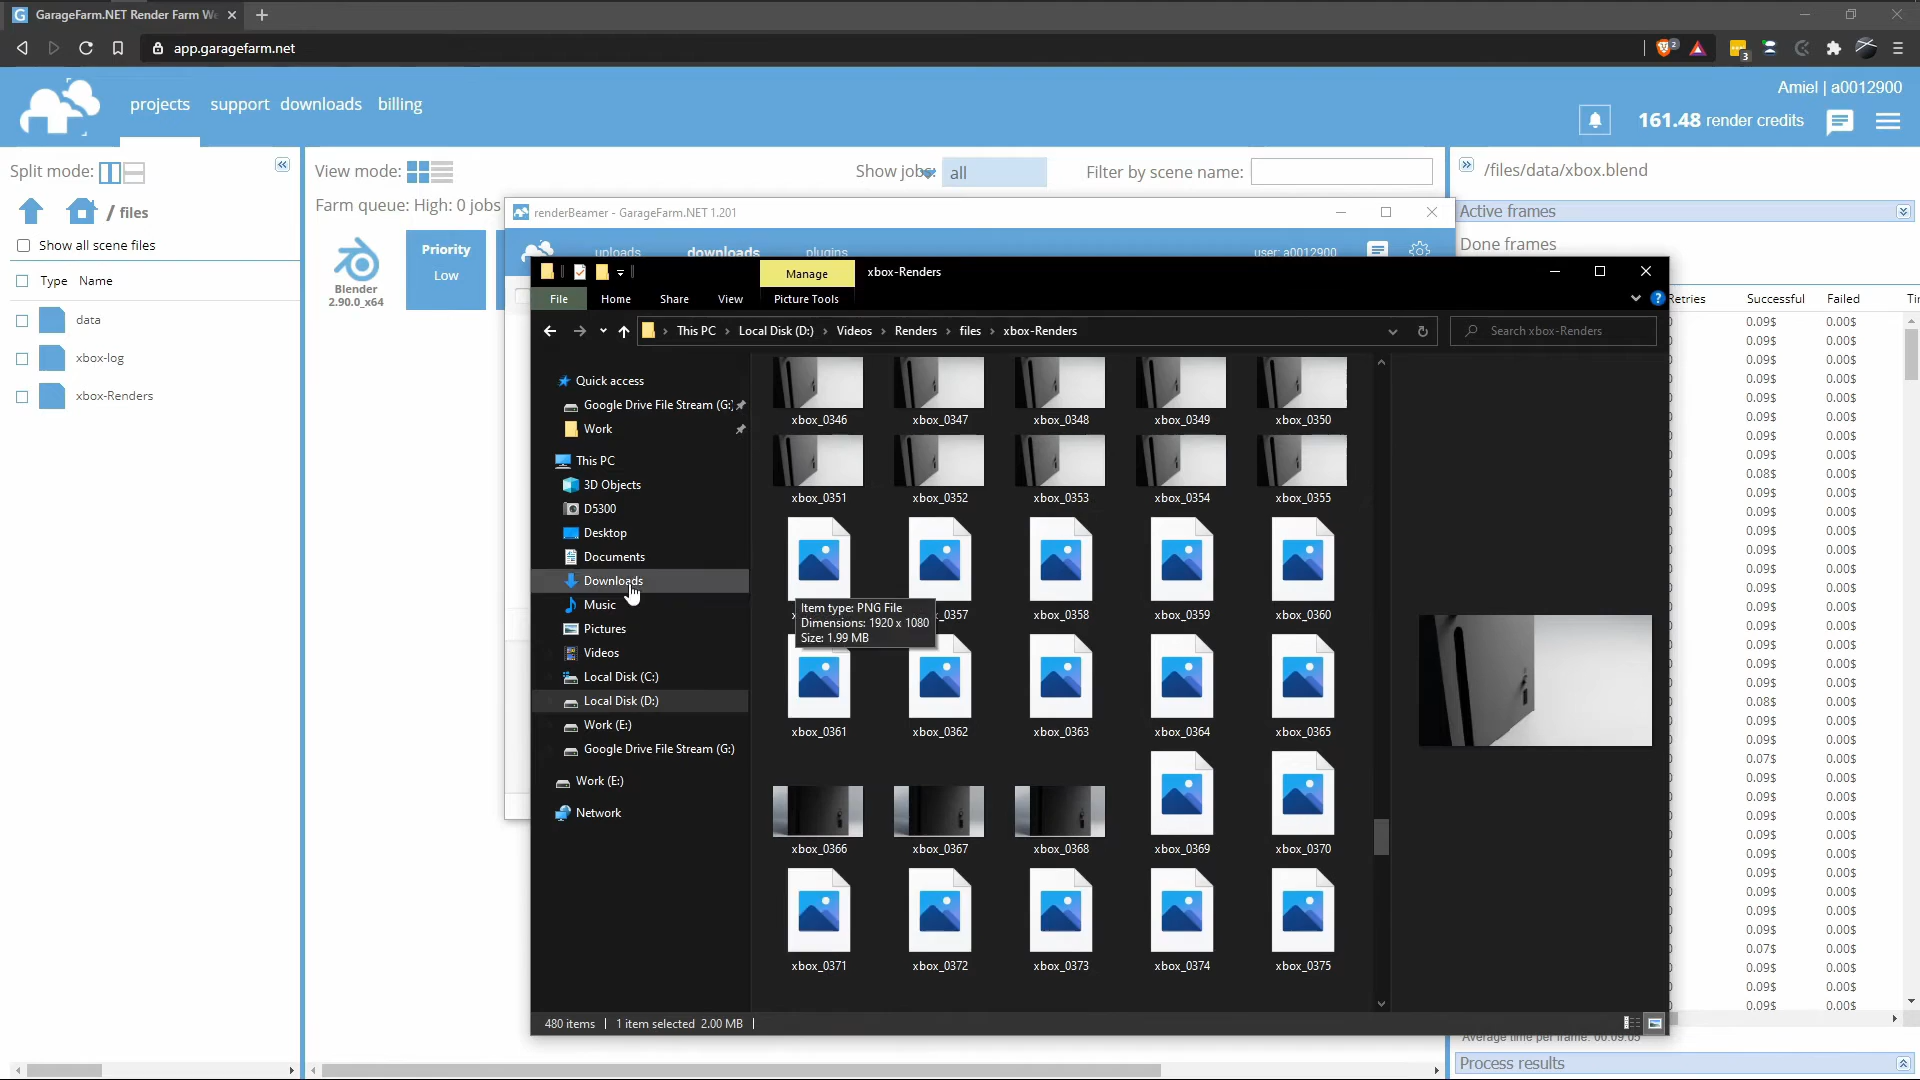 GarageFarm.NET Render Farm We
app.garagefarm.net
2
3
projects support downloads billing
Amiel | a0012900
161.48 render credits
Split mode:
/ files
Show all scene files
Type Name
data
xbox-log
xbox-Renders
View mode:
Show jobs: all
Filter by scene name:
Farm queue: High: 0 jobs
Blender
2.90.0_x64
Priority
Low
/files/data/xbox.blend
Active frames
Done frames
Retries Successful Failed
0.09$ 0.00$
0.09$ 0.00$
0.09$ 0.00$
0.09$ 0.00$
0.09$ 0.00$
0.09$ 0.00$
0.09$ 0.00$
0.09$ 0.00$
0.08$ 0.00$
0.09$ 0.00$
0.09$ 0.00$
0.09$ 0.00$
0.09$ 0.00$
0.09$ 0.00$
0.09$ 0.00$
0.09$ 0.00$
0.09$ 0.00$
0.09$ 0.00$
0.09$ 0.00$
0.09$ 0.00$
0.08$ 0.00$
0.09$ 0.00$
0.09$ 0.00$
0.07$ 0.00$
0.09$ 0.00$
0.09$ 0.00$
0.09$ 0.00$
0.09$ 0.00$
0.09$ 0.00$
0.09$ 0.00$
0.09$ 0.00$
0.09$ 0.00$
0.09$ 0.00$
0.07$ 0.00$
0.09$ 0.00$
0.09$ 0.00$
0.09$ 0.00$
Average time per frame: 00:09:05
Process results
renderBeamer - GarageFarm.NET 1.201
uploads downloads plugins
user: a0012900
Manage
xbox-Renders
File Home Share View Picture Tools
This PC Local Disk (D:) Videos Renders files xbox-Renders
Search xbox-Renders
Quick access
Google Drive File Stream (G:)
Work
This PC
3D Objects
D5300
Desktop
Documents
Downloads
Music
Pictures
Videos
Local Disk (C:)
Local Disk (D:)
Work (E:)
Google Drive File Stream (G:)
Work (E:)
Network
xbox_0346 xbox_0347 xbox_0348 xbox_0349 xbox_0350
xbox_0351 xbox_0352 xbox_0353 xbox_0354 xbox_0355
_0357 xbox_0358 xbox_0359 xbox_0360
Item type: PNG File
Dimensions: 1920 x 1080
Size: 1.99 MB
xbox_0361 xbox_0362 xbox_0363 xbox_0364 xbox_0365
xbox_0366 xbox_0367 xbox_0368 xbox_0369 xbox_0370
xbox_0371 xbox_0372 xbox_0373 xbox_0374 xbox_0375
480 items 1 item selected 2.00 MB